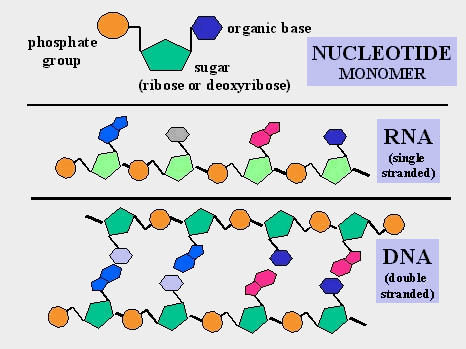 phosphate
group
organic base
sugar
(ribose or deoxyribose)
NUCLEOTIDE
MONOMER
RNA
(single
stranded)
DNA
(double
stranded)